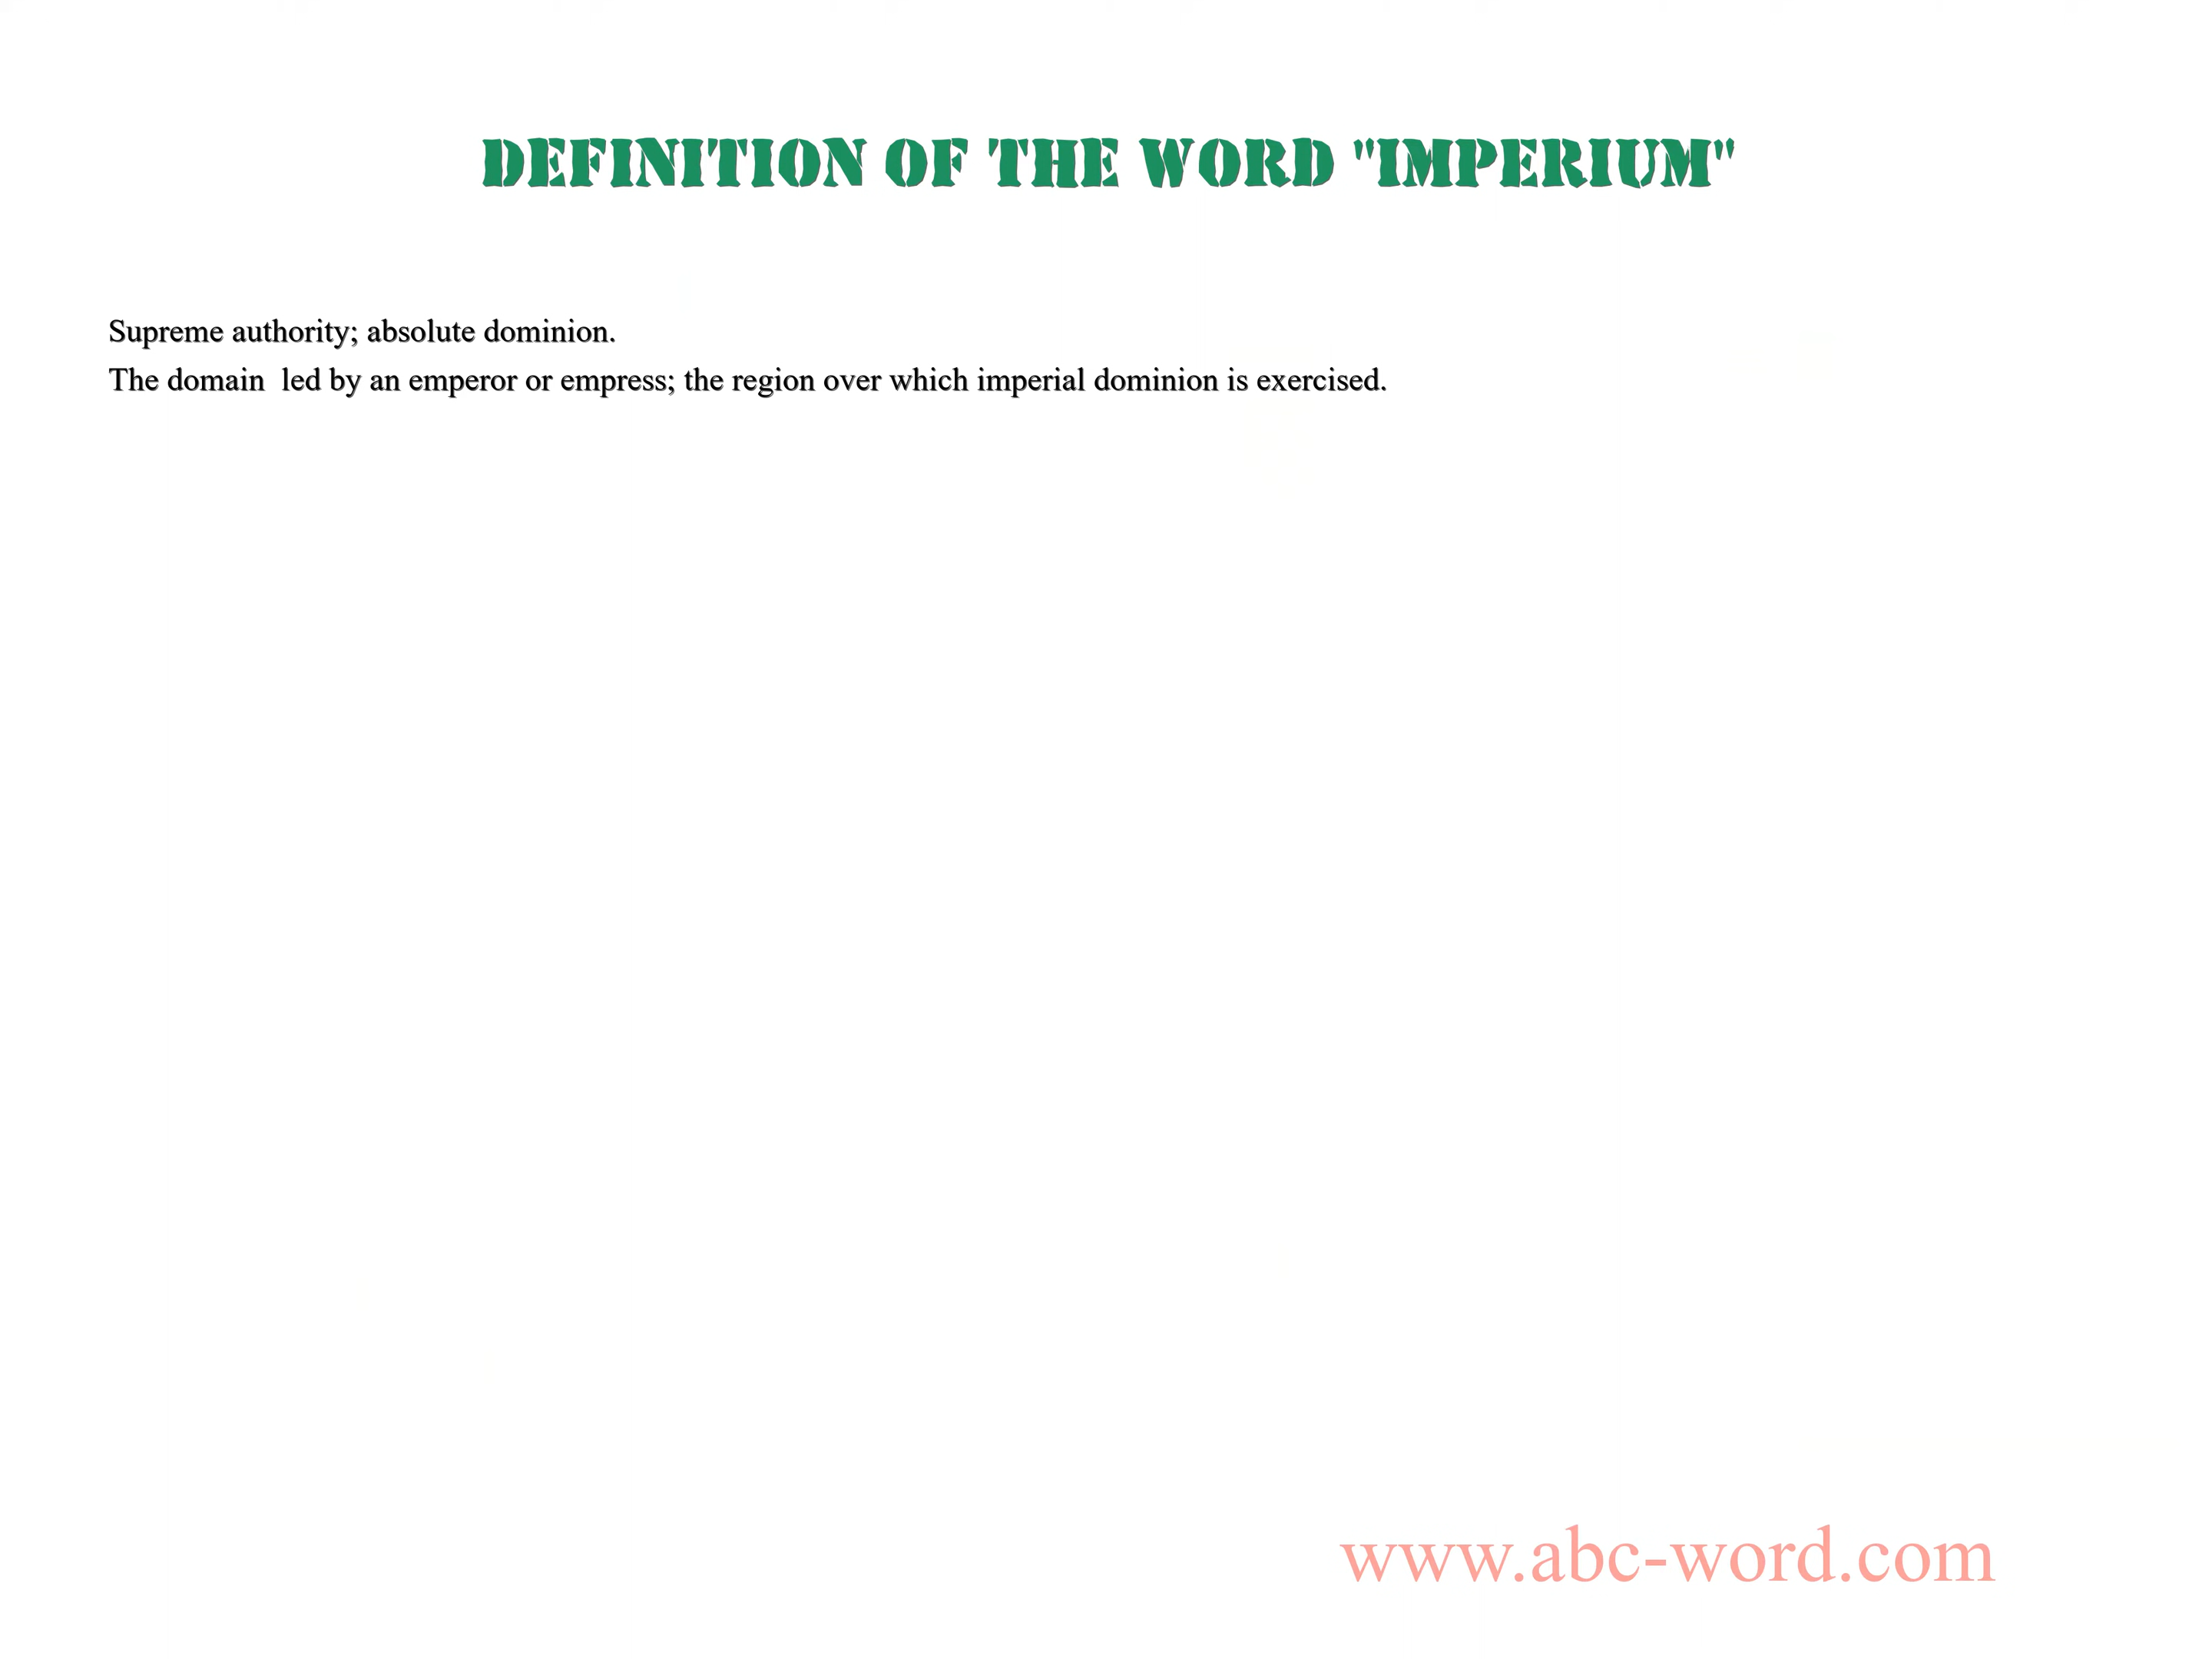 DEFINITION OF THE WORD "IMPERIUM"
Supreme authority; absolute dominion.
The domain  led by an emperor or empress; the region over which imperial dominion is exercised.
www.abc-word.com